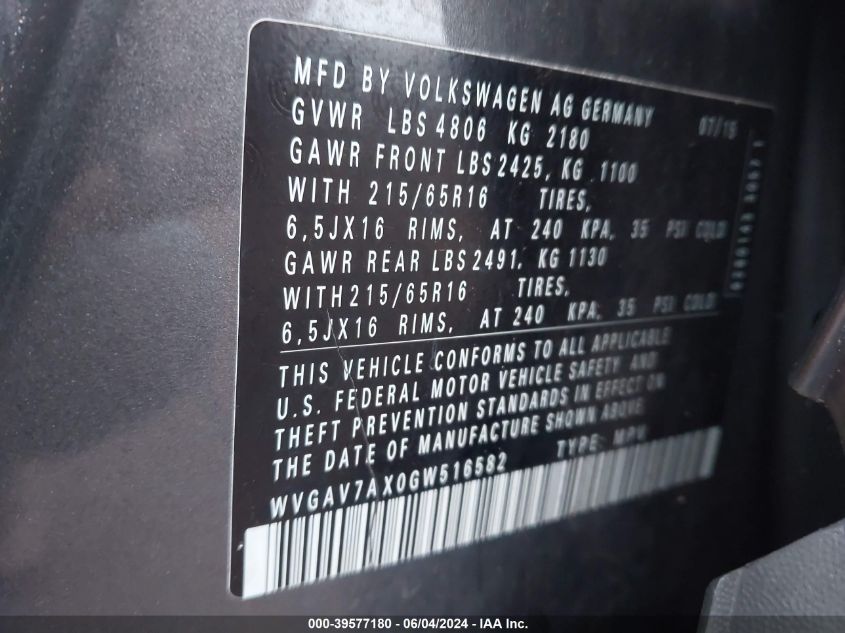 MFD BY VOLKSWAGEN AG GERMANY 07/15
GVWR LBS 4806 KG 2180
GAWR FRONT LBS 2425, KG 1100
WITH 215/65R16 TIRES,
6,5JX16 RIMS, AT 240 KPA, 35 PSI COLD
GAWR REAR LBS 2491, KG 1130
WITH 215/65R16 TIRES,
6,5JX16 RIMS, AT 240 KPA, 35 PSI COLD
THIS VEHICLE CONFORMS TO ALL APPLICABLE
U.S. FEDERAL MOTOR VEHICLE SAFETY AND
THEFT PREVENTION STANDARDS IN EFFECT ON
THE DATE OF MANUFACTURE SHOWN ABOVE
WVGAV7AX0GW516582 TYPE: MPV
000-39577180 - 06/04/2024 - IAA Inc.